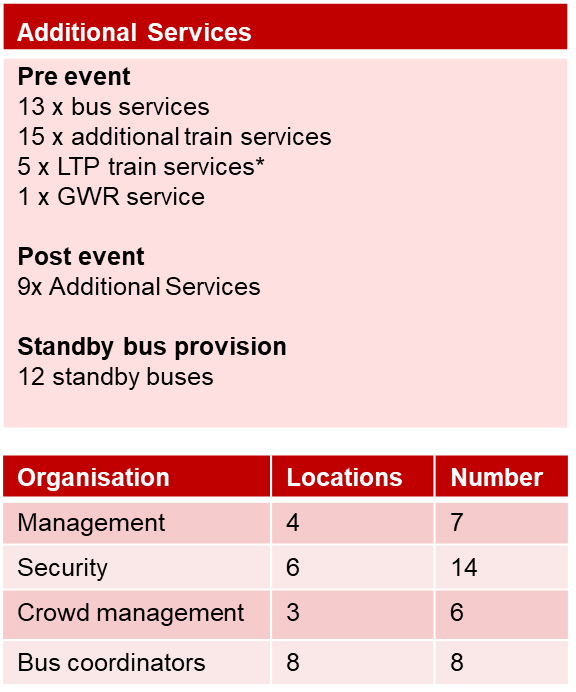 Additional Services
Pre event
13 x bus services
15 x additional train services
5 x LTP train services*
1 x GWR service
Post event
9x Additional Services
Standby bus provision
12 standby buses
Organisation Locations Number
Management 4 7
Security 6 14
Crowd management 3 6
Bus coordinators 8 8